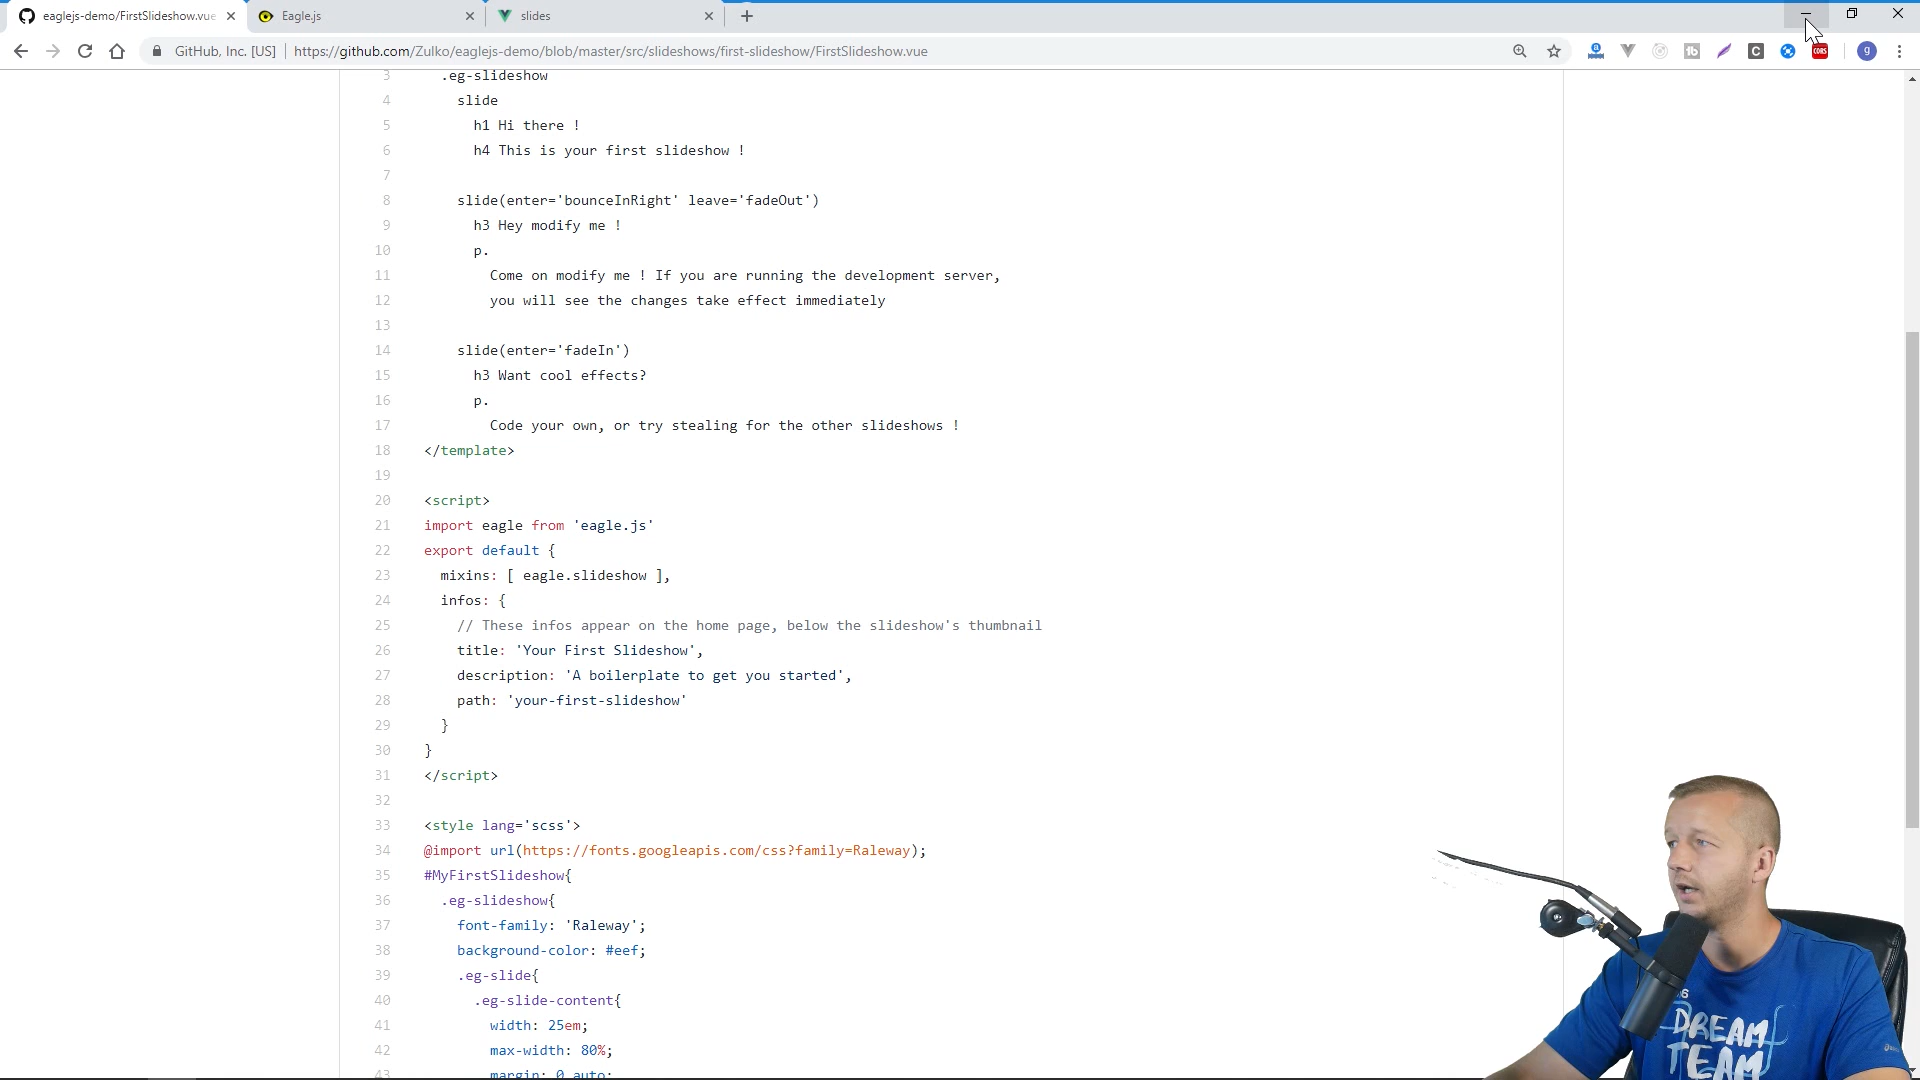 eaglejs-demo/FirstSlideshow.vue
Eagle.js
slides
GitHub, Inc. [US]
https://github.com/Zulko/eaglejs-demo/blob/master/src/slideshows/first-slideshow/FirstSlideshow.vue
C
CORS
g
3 .eg-slideshow
4 slide
5 h1 Hi there !
6 h4 This is your first slideshow !
7
8 slide(enter='bounceInRight' leave='fadeOut')
9 h3 Hey modify me !
10 p.
11 Come on modify me ! If you are running the development server,
12 you will see the changes take effect immediately
13
14 slide(enter='fadeIn')
15 h3 Want cool effects?
16 p.
17 Code your own, or try stealing for the other slideshows !
18 </template>
19
20 <script>
21 import eagle from 'eagle.js'
22 export default {
23 mixins: [ eagle.slideshow ],
24 infos: {
25 // These infos appear on the home page, below the slideshow's thumbnail
26 title: 'Your First Slideshow',
27 description: 'A boilerplate to get you started',
28 path: 'your-first-slideshow'
29 }
30 }
31 </script>
32
33 <style lang='scss'>
34 @import url(https://fonts.googleapis.com/css?family=Raleway);
35 #MyFirstSlideshow{
36 .eg-slideshow{
37 font-family: 'Raleway';
38 background-color: #eef;
39 .eg-slide{
40 .eg-slide-content{
41 width: 25em;
42 max-width: 80%;
43 margin: 0 auto;
DREAM
TEAM